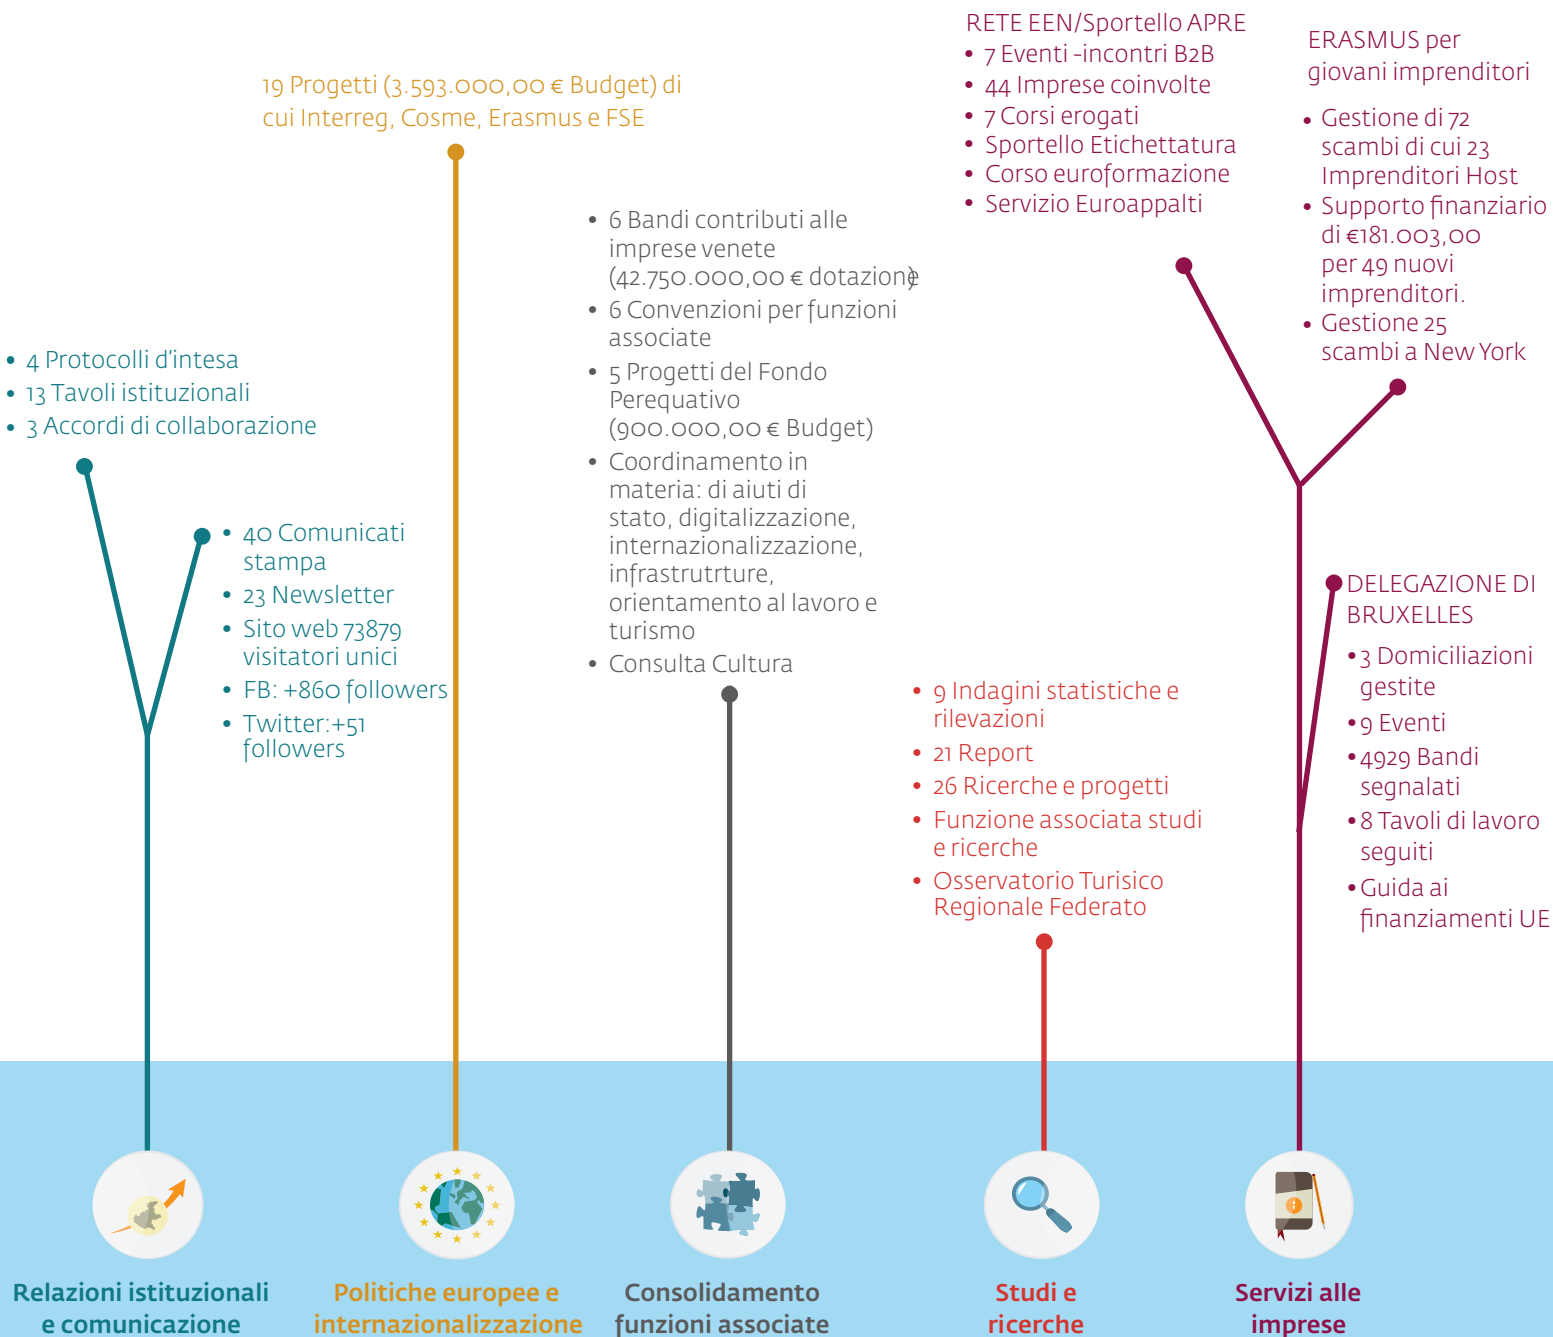 19 Progetti (3.593.000,00 € Budget) di
cui Interreg, Cosme, Erasmus e FSE
RETE EEN/Sportello APRE
• 7 Eventi -incontri B2B
• 44 Imprese coinvolte
• 7 Corsi erogati
• Sportello Etichettatura
• Corso euroformazione
• Servizio Euroappalti
ERASMUS per
giovani imprenditori
• Gestione di 72
scambi di cui 23
Imprenditori Host
• Supporto finanziario
di €181.003,00
per 49 nuovi
imprenditori.
• Gestione 25
scambi a New York
• 6 Bandi contributi alle
imprese venete
(42.750.000,00 € dotazione)
• 6 Convenzioni per funzioni
associate
• 5 Progetti del Fondo
Perequativo
(900.000,00 € Budget)
• Coordinamento in
materia: di aiuti di
stato, digitalizzazione,
internazionalizzazione,
infrastrutrture,
orientamento al lavoro e
turismo
• Consulta Cultura
• 4 Protocolli d'intesa
• 13 Tavoli istituzionali
• 3 Accordi di collaborazione
• 40 Comunicati
stampa
• 23 Newsletter
• Sito web 73879
visitatori unici
• FB: +860 followers
• Twitter:+51
followers
DELEGAZIONE DI
BRUXELLES
• 3 Domiciliazioni
gestite
• 9 Eventi
• 4929 Bandi
segnalati
• 8 Tavoli di lavoro
seguiti
• Guida ai
finanziamenti UE
• 9 Indagini statistiche e
rilevazioni
• 21 Report
• 26 Ricerche e progetti
• Funzione associata studi
e ricerche
• Osservatorio Turisico
Regionale Federato
Relazioni istituzionali
e comunicazione
Politiche europee e
internazionalizzazione
Consolidamento
funzioni associate
Studi e
ricerche
Servizi alle
imprese